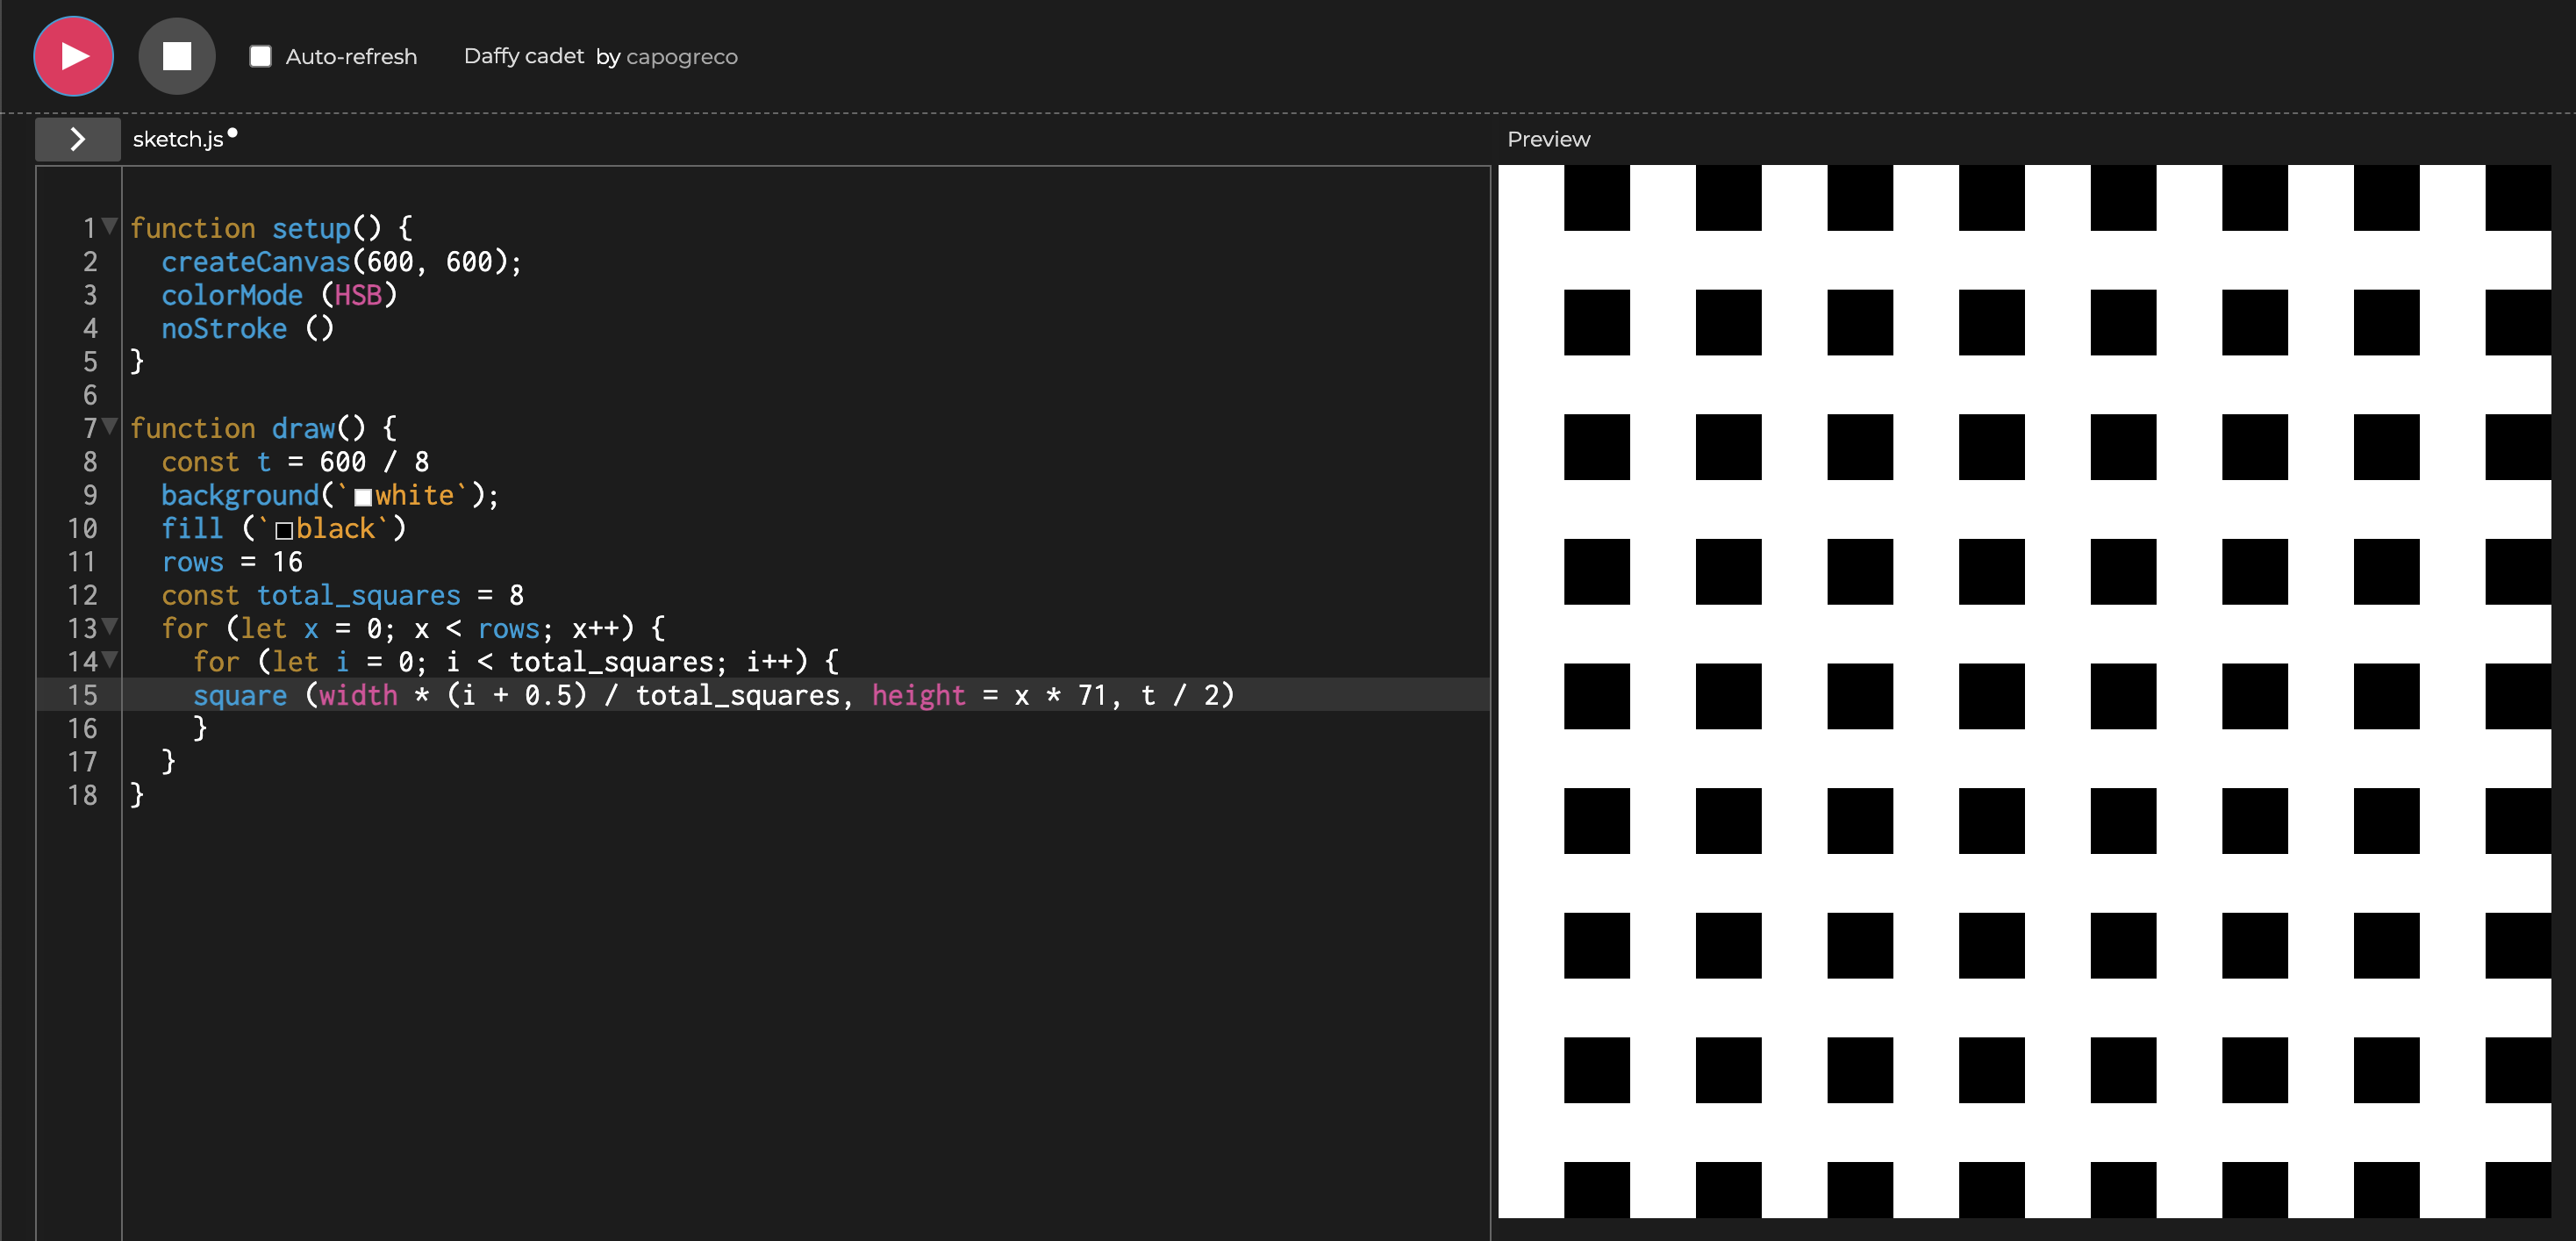 Auto-refresh Daffy cadet by capogreco
sketch.js
Preview
1 function setup() {
2 createCanvas(600, 600);
3 colorMode (HSB)
4 noStroke ()
5 }
6
7 function draw() {
8 const t = 600 / 8
9 background(`white`);
10 fill (`black`)
11 rows = 16
12 const total_squares = 8
13 for (let x = 0; x < rows; x++) {
14 for (let i = 0; i < total_squares; i++) {
15 square (width * (i + 0.5) / total_squares, height = x * 71, t / 2)
16 }
17 }
18 }